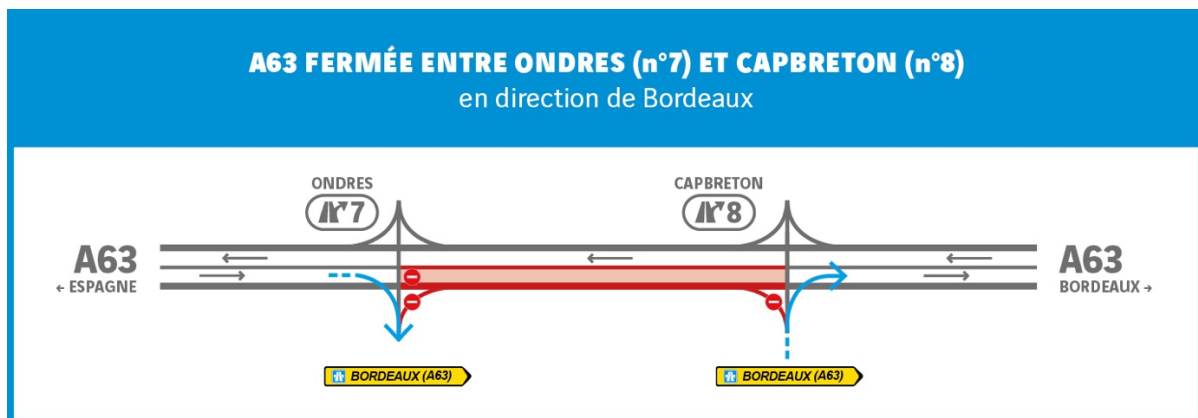 A63 FERMÉE ENTRE ONDRES (n°7) ET CAPBRETON (n°8)
en direction de Bordeaux
ONDRES
7
CAPBRETON
8
A63
← ESPAGNE
A63
BORDEAUX →
BORDEAUX (A63)
BORDEAUX (A63)